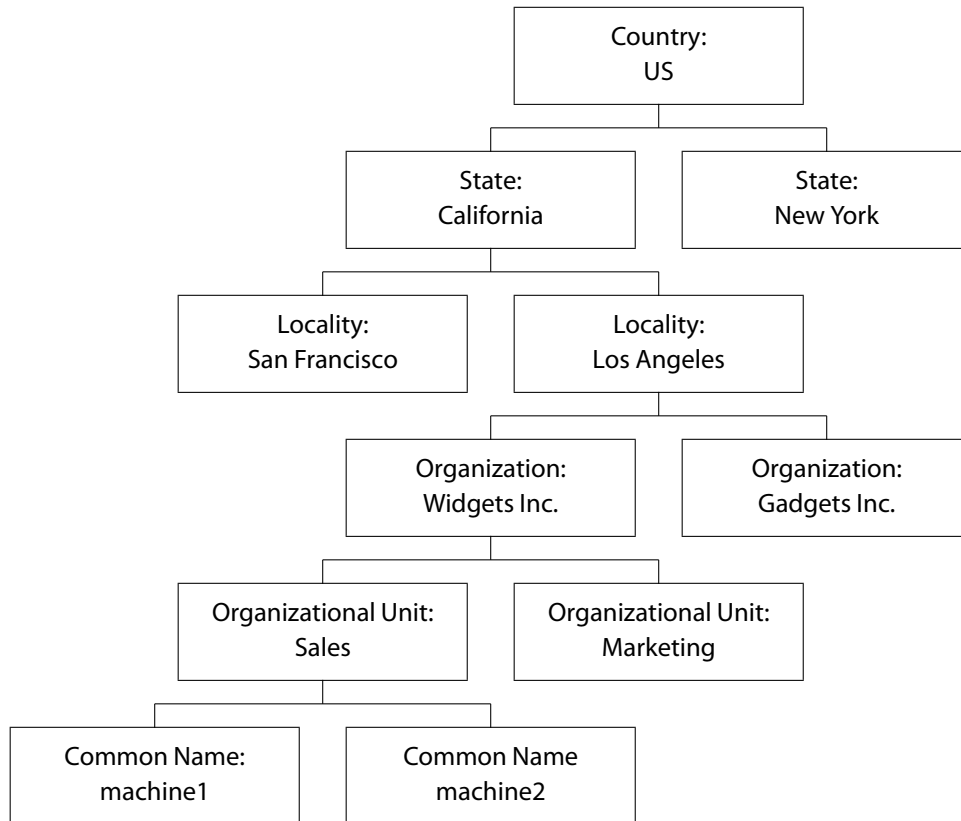 Country:
US
State:
California
State:
New York
Locality:
San Francisco
Locality:
Los Angeles
Organization:
Widgets Inc.
Organization:
Gadgets Inc.
Organizational Unit:
Sales
Organizational Unit:
Marketing
Common Name:
machine1
Common Name
machine2